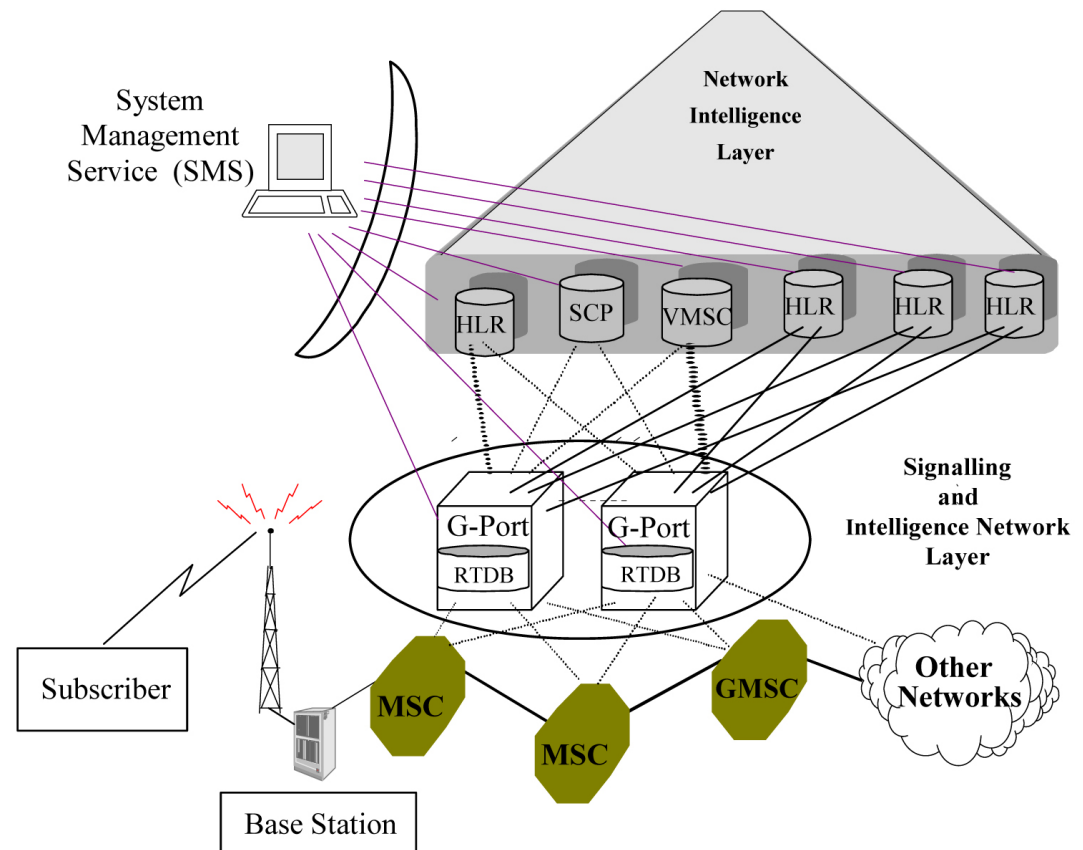 System
Management
Service (SMS)
Network
Intelligence
Layer
HLR
SCP
VMSC
HLR
HLR
HLR
Signalling
and
Intelligence Network
Layer
G-Port
RTDB
G-Port
RTDB
Subscriber
MSC
MSC
GMSC
Other
Networks
Base Station